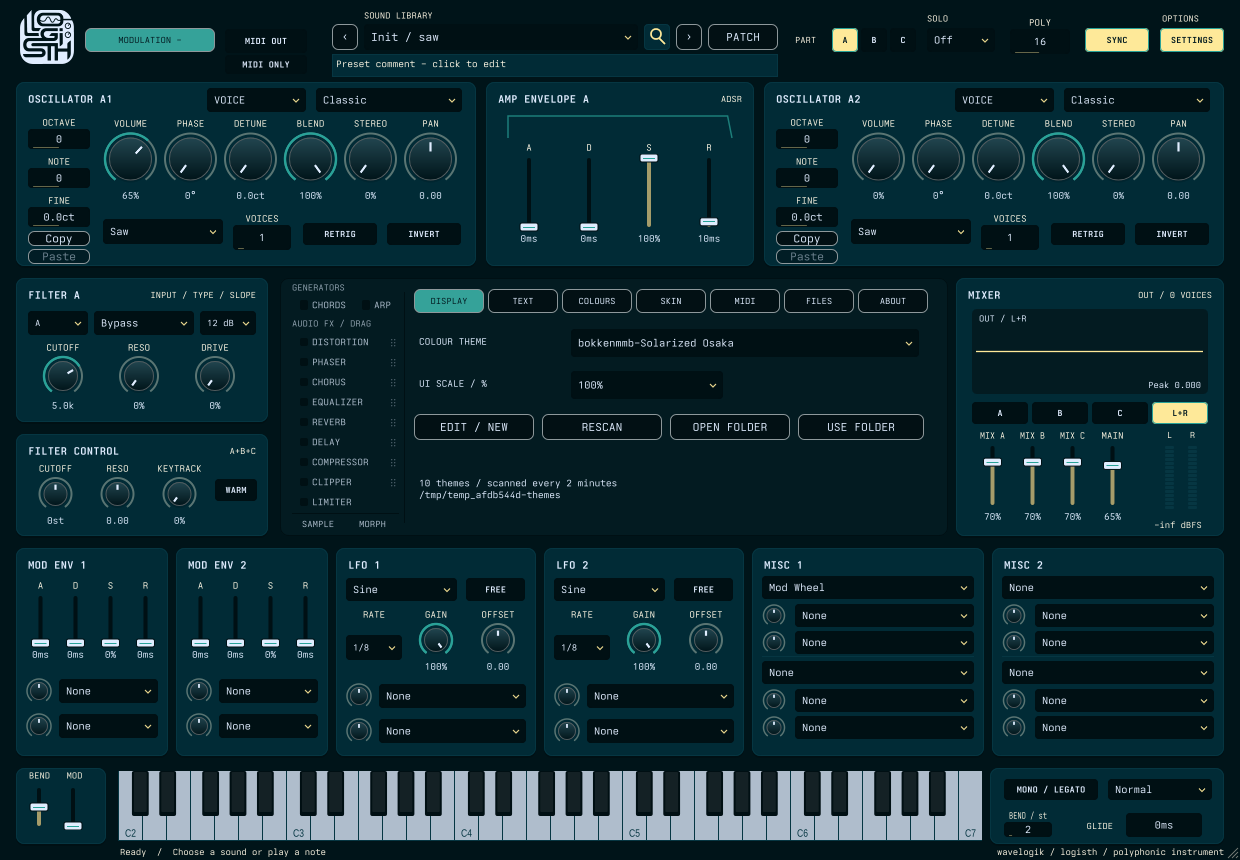 LOGISTH
SOUND LIBRARY
SOLO
POLY
OPTIONS
MODULATION -
MIDI OUT
MIDI ONLY
‹
Init / saw
›
PATCH
PART
A
B
C
Off
16
SYNC
SETTINGS
Preset comment - click to edit
OSCILLATOR A1
VOICE
Classic
OCTAVE
0
NOTE
0
FINE
0.0ct
Copy
Paste
VOLUME PHASE DETUNE BLEND STEREO PAN
65% 0° 0.0ct 100% 0% 0.00
Saw
VOICES
1
RETRIG
INVERT
AMP ENVELOPE A
ADSR
A D S R
0ms 0ms 100% 10ms
OSCILLATOR A2
VOICE
Classic
OCTAVE
0
NOTE
0
FINE
0.0ct
Copy
Paste
VOLUME PHASE DETUNE BLEND STEREO PAN
0% 0° 0.0ct 100% 0% 0.00
Saw
VOICES
1
RETRIG
INVERT
FILTER A
INPUT / TYPE / SLOPE
A
Bypass
12 dB
CUTOFF RESO DRIVE
5.0k 0% 0%
FILTER CONTROL
A+B+C
CUTOFF RESO KEYTRACK
WARM
0st 0.00 0%
GENERATORS
CHORDS ARP
AUDIO FX / DRAG
DISTORTION
PHASER
CHORUS
EQUALIZER
REVERB
DELAY
COMPRESSOR
CLIPPER
LIMITER
SAMPLE MORPH
DISPLAY TEXT COLOURS SKIN MIDI FILES ABOUT
COLOUR THEME
bokkenmmb-Solarized Osaka
UI SCALE / %
100%
EDIT / NEW RESCAN OPEN FOLDER USE FOLDER
10 themes / scanned every 2 minutes
/tmp/temp_afdb544d-themes
MIXER
OUT / 0 VOICES
OUT / L+R
Peak 0.000
A B C L+R
MIX A MIX B MIX C MAIN L R
70% 70% 70% 65%
-inf dBFS
MOD ENV 1
A D S R
0ms 0ms 0% 0ms
None
None
MOD ENV 2
A D S R
0ms 0ms 0% 0ms
None
None
LFO 1
Sine
FREE
RATE GAIN OFFSET
1/8
100% 0.00
None
None
LFO 2
Sine
FREE
RATE GAIN OFFSET
1/8
100% 0.00
None
None
MISC 1
Mod Wheel
None
None
None
None
None
MISC 2
None
None
None
None
None
None
BEND MOD
C2 C3 C4 C5 C6 C7
MONO / LEGATO
Normal
BEND / st
2
GLIDE
0ms
Ready / Choose a sound or play a note
wavelogik / logisth / polyphonic instrument